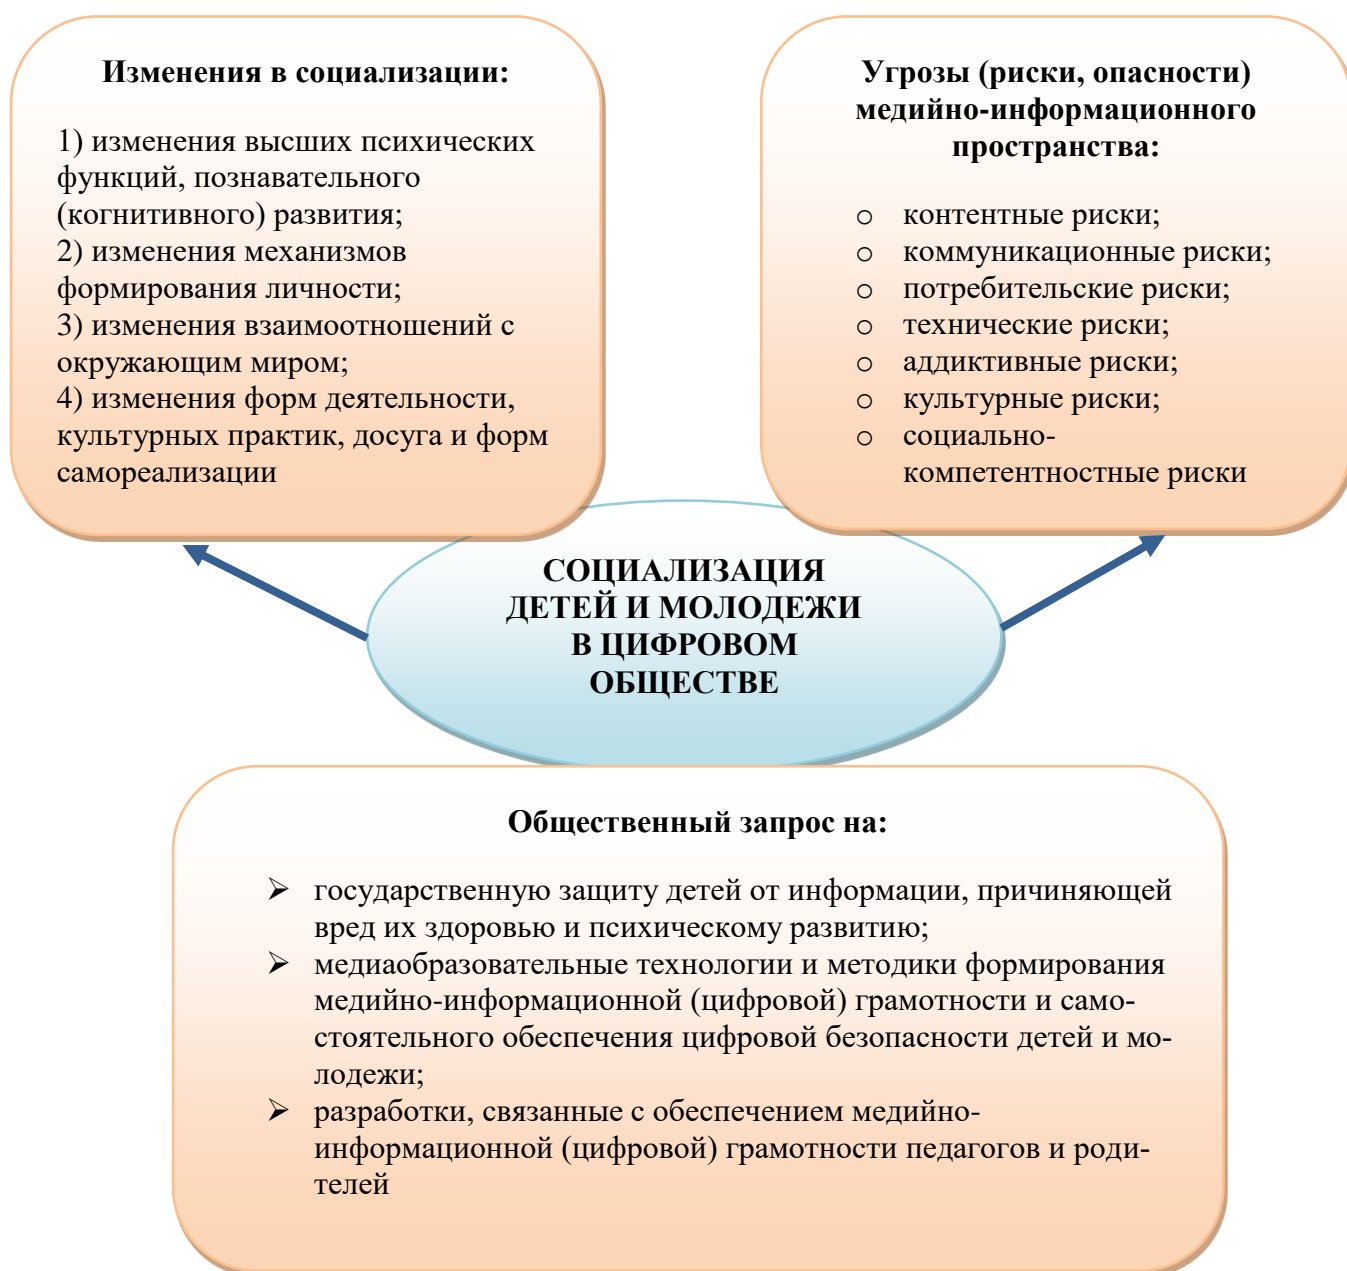 Изменения в социализации:
1) изменения высших психических
функций, познавательного
(когнитивного) развития;
2) изменения механизмов
формирования личности;
3) изменения взаимоотношений с
окружающим миром;
4) изменения форм деятельности,
культурных практик, досуга и форм
самореализации
Угрозы (риски, опасности)
медийно-информационного
пространства:
o контентные риски;
o коммуникационные риски;
o потребительские риски;
o технические риски;
o аддиктивные риски;
o культурные риски;
o социально-
компетентностные риски
СОЦИАЛИЗАЦИЯ
ДЕТЕЙ И МОЛОДЕЖИ
В ЦИФРОВОМ
ОБЩЕСТВЕ
Общественный запрос на:
➢ государственную защиту детей от информации, причиняющей
вред их здоровью и психическому развитию;
➢ медиаобразовательные технологии и методики формирования
медийно-информационной (цифровой) грамотности и само-
стоятельного обеспечения цифровой безопасности детей и мо-
лодежи;
➢ разработки, связанные с обеспечением медийно-
информационной (цифровой) грамотности педагогов и роди-
телей